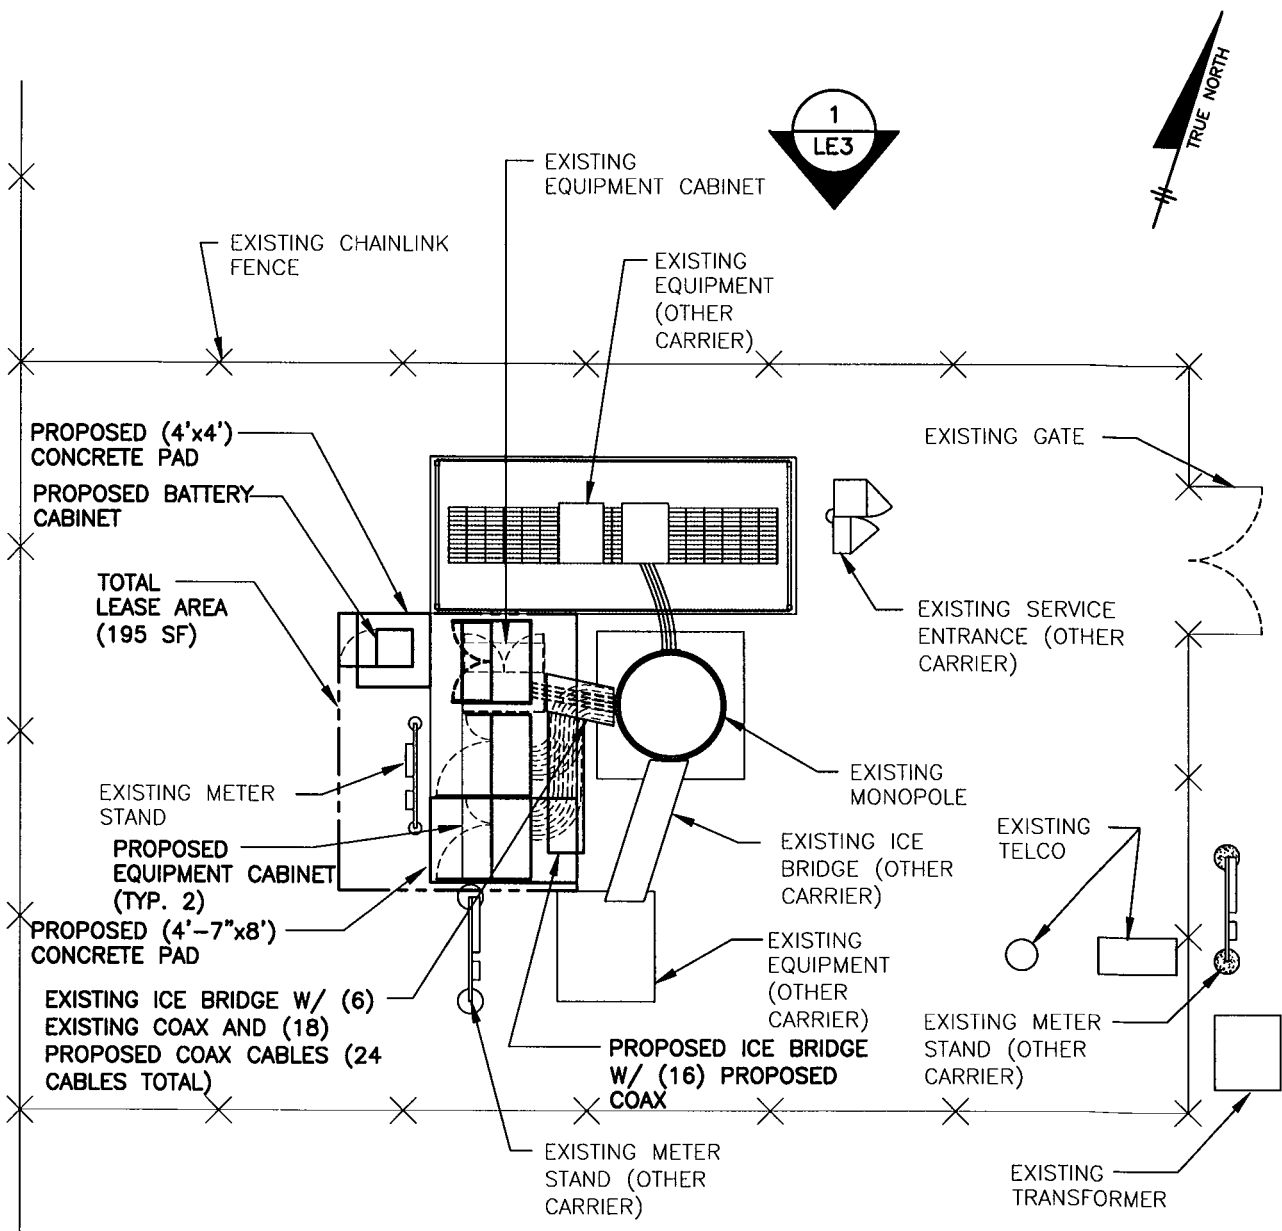 TRUE NORTH
1
LE3
EXISTING
EQUIPMENT CABINET
EXISTING CHAINLINK
FENCE
EXISTING
EQUIPMENT
(OTHER
CARRIER)
PROPOSED (4'x4')
CONCRETE PAD
EXISTING GATE
PROPOSED BATTERY
CABINET
TOTAL
LEASE AREA
(195 SF)
EXISTING SERVICE
ENTRANCE (OTHER
CARRIER)
EXISTING METER
STAND
EXISTING
MONOPOLE
PROPOSED
EQUIPMENT CABINET
(TYP. 2)
EXISTING ICE
BRIDGE (OTHER
CARRIER)
EXISTING
TELCO
PROPOSED (4'-7"x8')
CONCRETE PAD
EXISTING
EQUIPMENT
(OTHER
CARRIER)
EXISTING ICE BRIDGE W/ (6)
EXISTING COAX AND (18)
PROPOSED COAX CABLES (24
CABLES TOTAL)
PROPOSED ICE BRIDGE
W/ (16) PROPOSED
COAX
EXISTING METER
STAND (OTHER
CARRIER)
EXISTING METER
STAND (OTHER
CARRIER)
EXISTING
TRANSFORMER